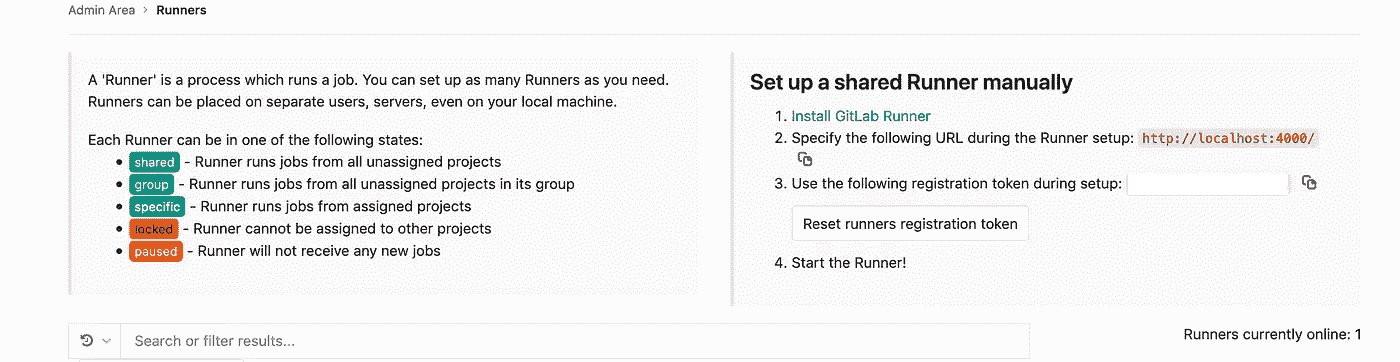 Admin Area > Runners
A 'Runner' is a process which runs a job. You can set up as many Runners as you need.
Runners can be placed on separate users, servers, even on your local machine.
Each Runner can be in one of the following states:
• shared - Runner runs jobs from all unassigned projects
• group - Runner runs jobs from all unassigned projects in its group
• specific - Runner runs jobs from assigned projects
• locked - Runner cannot be assigned to other projects
• paused - Runner will not receive any new jobs
Set up a shared Runner manually
1. Install GitLab Runner
2. Specify the following URL during the Runner setup: http://localhost:4000/
3. Use the following registration token during setup:
Reset runners registration token
4. Start the Runner!
Search or filter results...
Runners currently online: 1